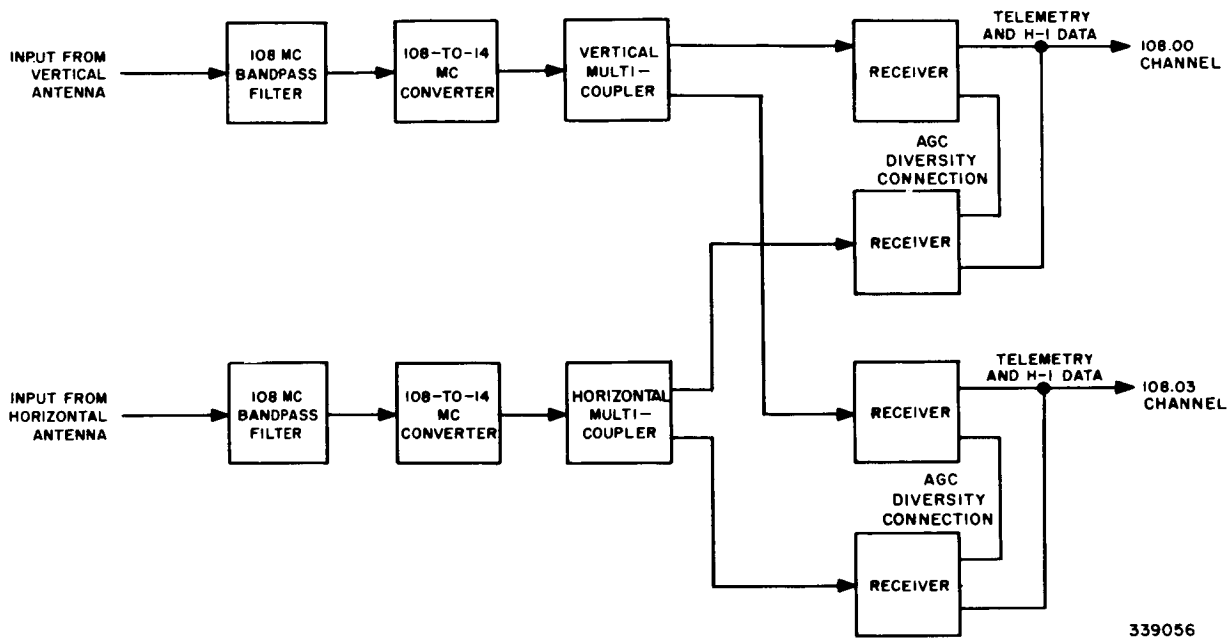 INPUT FROM
VERTICAL
ANTENNA
108 MC
BANDPASS
FILTER
108-TO-14
MC
CONVERTER
VERTICAL
MULTI-
COUPLER
RECEIVER
TELEMETRY
AND H-I DATA
108.00
CHANNEL
AGC
DIVERSITY
CONNECTION
RECEIVER
INPUT FROM
HORIZONTAL
ANTENNA
108 MC
BANDPASS
FILTER
108-TO-14
MC
CONVERTER
HORIZONTAL
MULTI-
COUPLER
RECEIVER
TELEMETRY
AND H-I DATA
108.03
CHANNEL
AGC
DIVERSITY
CONNECTION
RECEIVER
339056